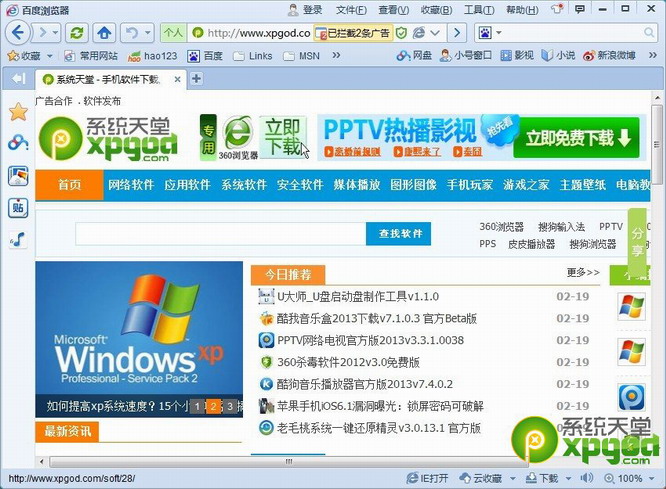 百度浏览器
登录 文件(F) 查看(B) 收藏(B) 工具(T) 帮助(H)
个人 http://www.xpgod.co 已拦截2条广告
收藏 常用网站 hao123 百度 Links MSN >> 网盘 小号窗口 影视 小说 新浪微博 >>
系统天堂 - 手机软件下载
广告合作 . 软件发布
系统天堂
xpgod
.com
专用
360浏览器
立即下载
PPTV热播影视
抢先看
立即免费下载
康熙来了
秦囧
首页 网络软件 应用软件 系统软件 安全软件 媒体播放 图形图像 手机玩家 游戏之家 主题壁纸 电脑教
查找软件
360浏览器 搜狗输入法 PPTV
PPS 皮皮播放器 搜狗浏览器
分享
贴
Microsoft
Windows xp
Professional - Service Pack 2
如何提高xp系统速度？15个小
1 2 3
最新资讯
今日推荐 更多>>
U大师_U盘启动盘制作工具v1.1.0 02-19
酷我音乐盒2013下载v7.1.0.3 官方Beta版 02-19
PPTV网络电视官方版2013v3.3.1.0038 02-19
360杀毒软件2012v3.0免费版 02-19
酷狗音乐播放器官方版2013v7.4.0.2 02-19
苹果手机iOS6.1漏洞曝光：锁屏密码可破解 02-19
老毛桃系统一键还原精灵v3.0.13.1 官方版
系统天堂
xpgod
.com
http://www.xpgod.com/soft/28/ IE打开 云收藏 下载 100%